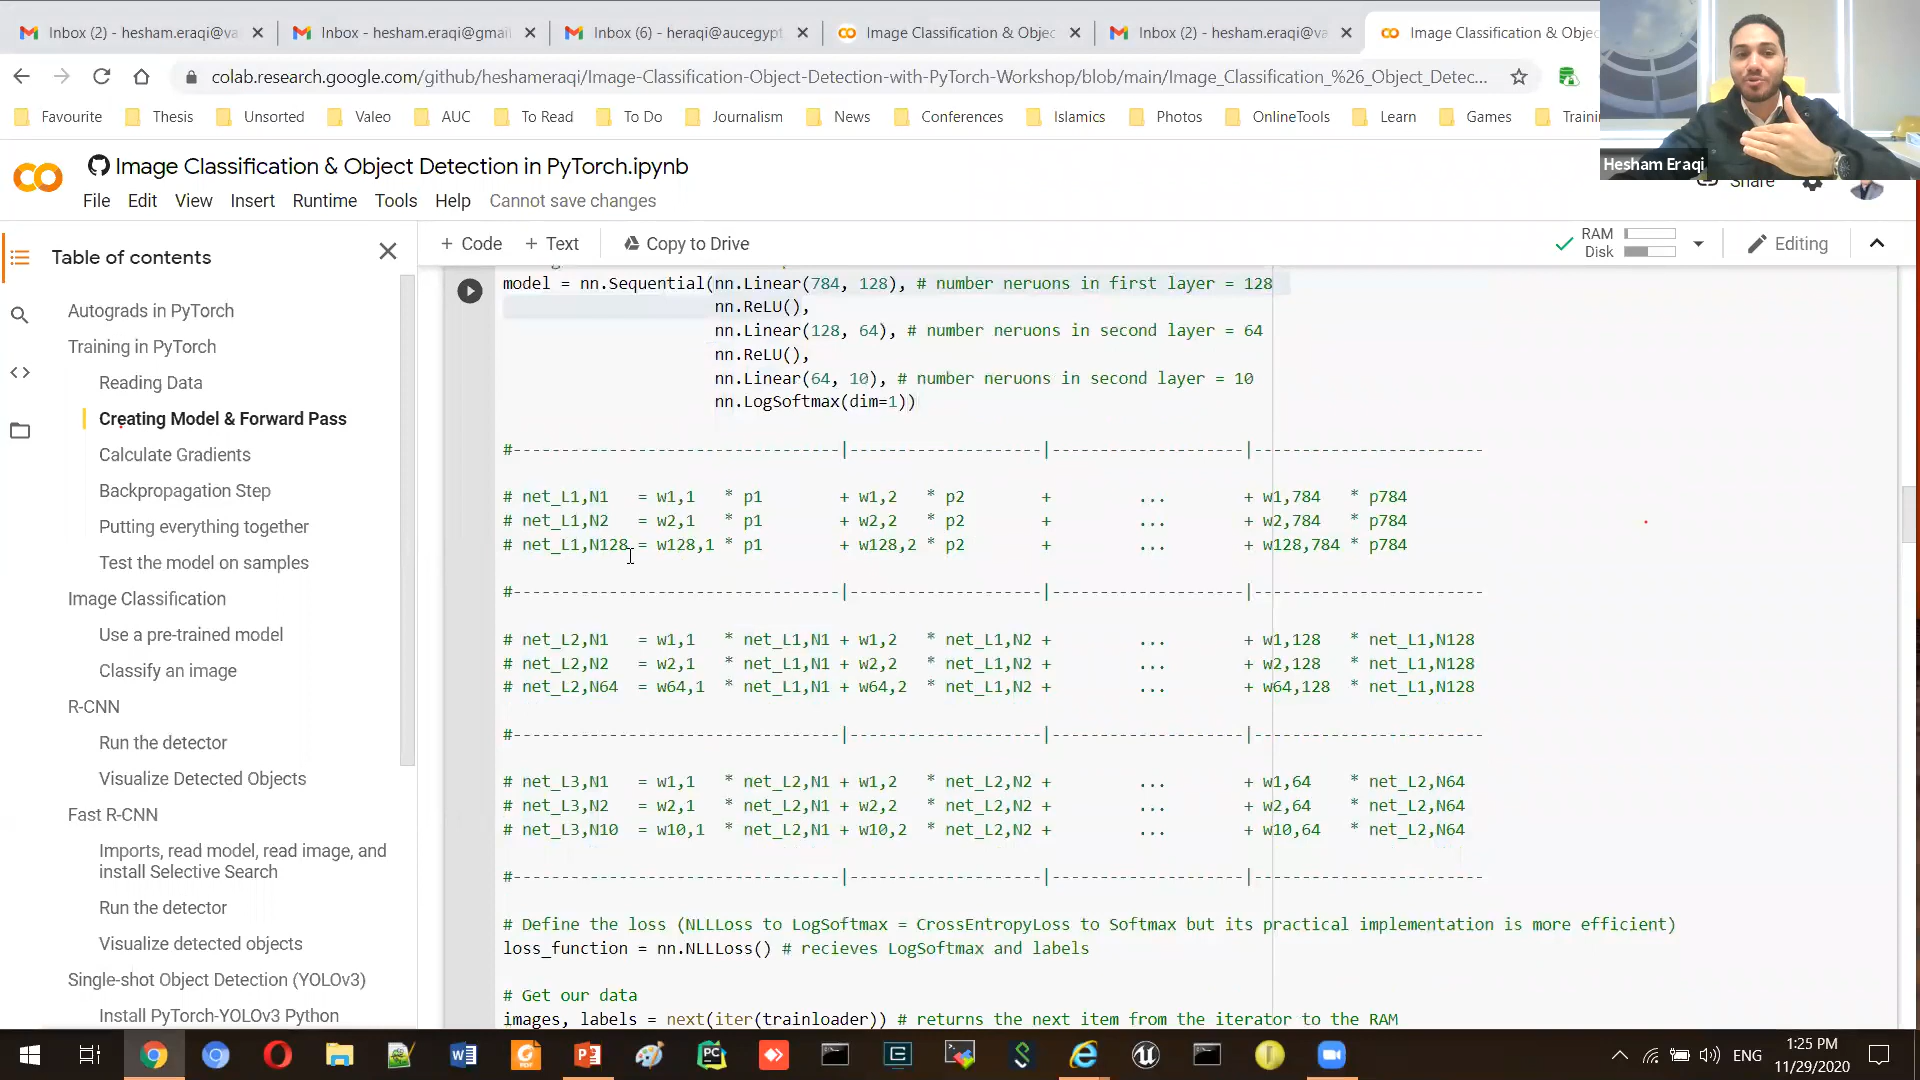 Inbox (2) - hesham.eraqi@va
Inbox - hesham.eraqi@gmai
Inbox (6) - heraqi@aucegypt
Image Classification & Objec
Inbox (2) - hesham.eraqi@va
Image Classification & Objec
colab.research.google.com/github/heshameraqi/Image-Classification-Object-Detection-with-PyTorch-Workshop/blob/main/Image_Classification_%26_Object_Detec...
Favourite Thesis Unsorted Valeo AUC To Read To Do Journalism News Conferences Islamics Photos OnlineTools Learn Games Traini
Hesham Eraqi
Image Classification & Object Detection in PyTorch.ipynb
Share
File Edit View Insert Runtime Tools Help Cannot save changes
Table of contents
+ Code + Text Copy to Drive
RAM
Disk
Editing
Autograds in PyTorch
Training in PyTorch
Reading Data
Creating Model & Forward Pass
Calculate Gradients
Backpropagation Step
Putting everything together
Test the model on samples
Image Classification
Use a pre-trained model
Classify an image
R-CNN
Run the detector
Visualize Detected Objects
Fast R-CNN
Imports, read model, read image, and
install Selective Search
Run the detector
Visualize detected objects
Single-shot Object Detection (YOLOv3)
Install PyTorch-YOLOv3 Python
model = nn.Sequential(nn.Linear(784, 128), # number neruons in first layer = 128
nn.ReLU(),
nn.Linear(128, 64), # number neruons in second layer = 64
nn.ReLU(),
nn.Linear(64, 10), # number neruons in second layer = 10
nn.LogSoftmax(dim=1))
#----------------------------------|--------------------|--------------------|------------------------
# net_L1,N1 = w1,1 * p1 + w1,2 * p2 + ... + w1,784 * p784
# net_L1,N2 = w2,1 * p1 + w2,2 * p2 + ... + w2,784 * p784
# net_L1,N128 = w128,1 * p1 + w128,2 * p2 + ... + w128,784 * p784
#----------------------------------|--------------------|--------------------|------------------------
# net_L2,N1 = w1,1 * net_L1,N1 + w1,2 * net_L1,N2 + ... + w1,128 * net_L1,N128
# net_L2,N2 = w2,1 * net_L1,N1 + w2,2 * net_L1,N2 + ... + w2,128 * net_L1,N128
# net_L2,N64 = w64,1 * net_L1,N1 + w64,2 * net_L1,N2 + ... + w64,128 * net_L1,N128
#----------------------------------|--------------------|--------------------|------------------------
# net_L3,N1 = w1,1 * net_L2,N1 + w1,2 * net_L2,N2 + ... + w1,64 * net_L2,N64
# net_L3,N2 = w2,1 * net_L2,N1 + w2,2 * net_L2,N2 + ... + w2,64 * net_L2,N64
# net_L3,N10 = w10,1 * net_L2,N1 + w10,2 * net_L2,N2 + ... + w10,64 * net_L2,N64
#----------------------------------|--------------------|--------------------|------------------------
# Define the loss (NLLLoss to LogSoftmax = CrossEntropyLoss to Softmax but its practical implementation is more efficient)
loss_function = nn.NLLLoss() # recieves LogSoftmax and labels
# Get our data
images, labels = next(iter(trainloader)) # returns the next item from the iterator to the RAM
ENG
1:25 PM
11/29/2020